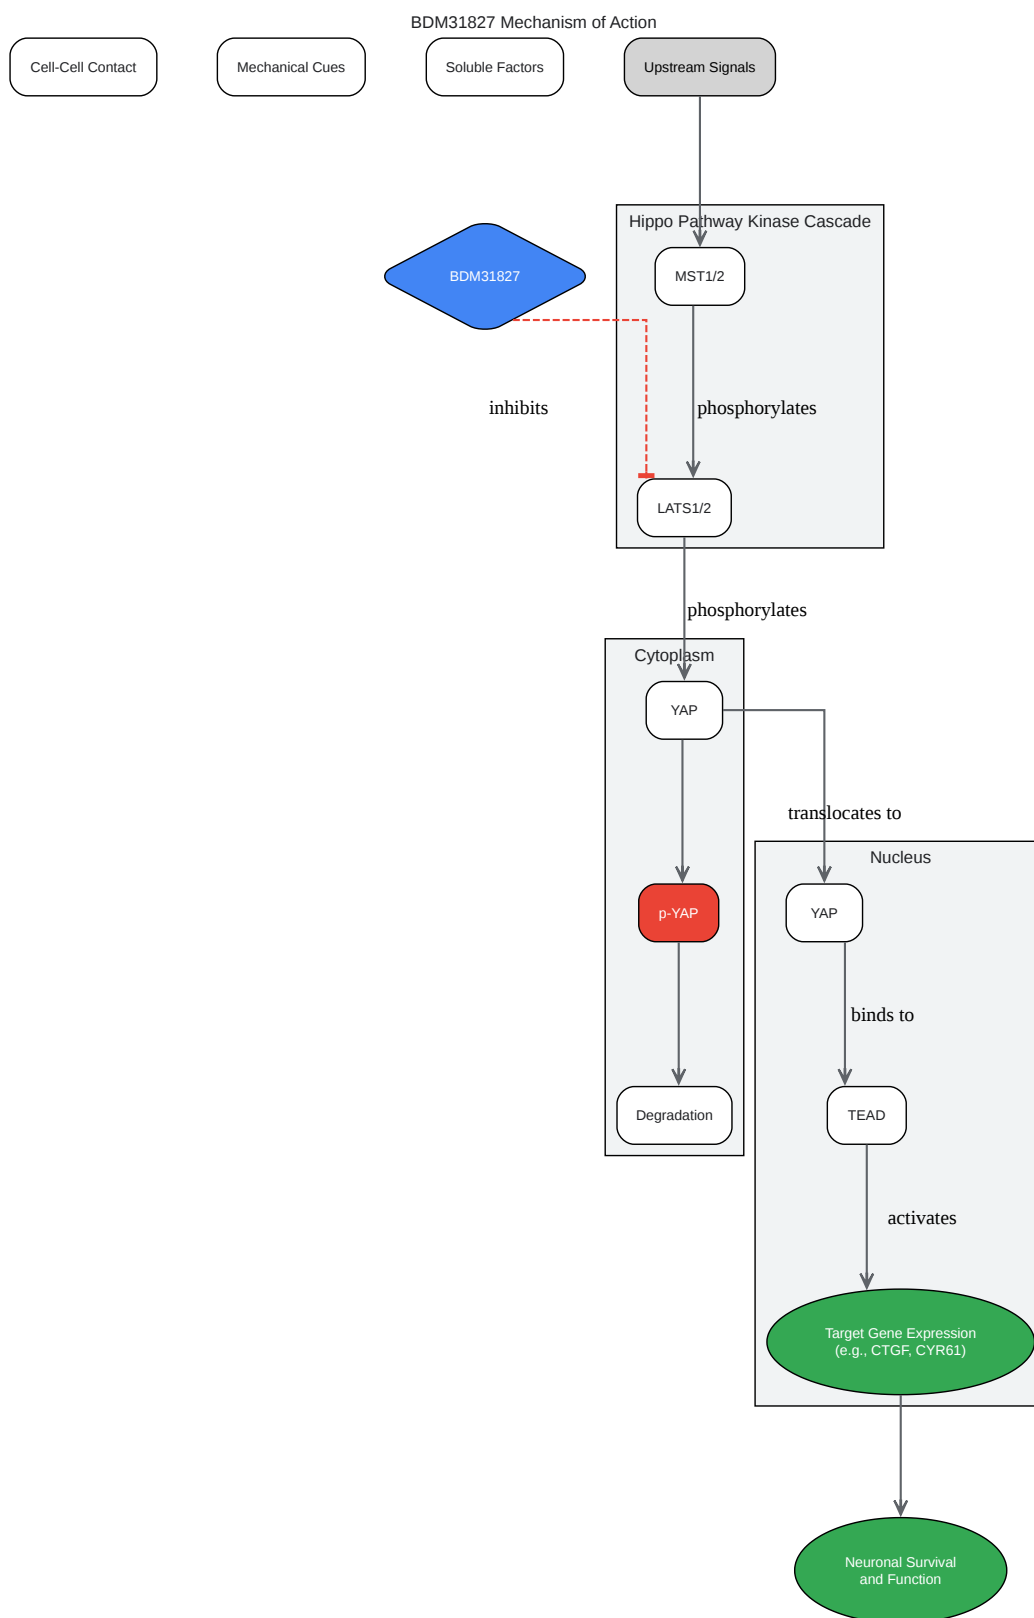 BDM31827 Mechanism of Action
Cell-Cell Contact
Mechanical Cues
Soluble Factors
Upstream Signals
Hippo Pathway Kinase Cascade
BDM31827
MST1/2
inhibits
phosphorylates
LATS1/2
phosphorylates
Cytoplasm
YAP
translocates to
Nucleus
p-YAP
YAP
binds to
Degradation
TEAD
activates
Target Gene Expression
(e.g., CTGF, CYR61)
Neuronal Survival
and Function